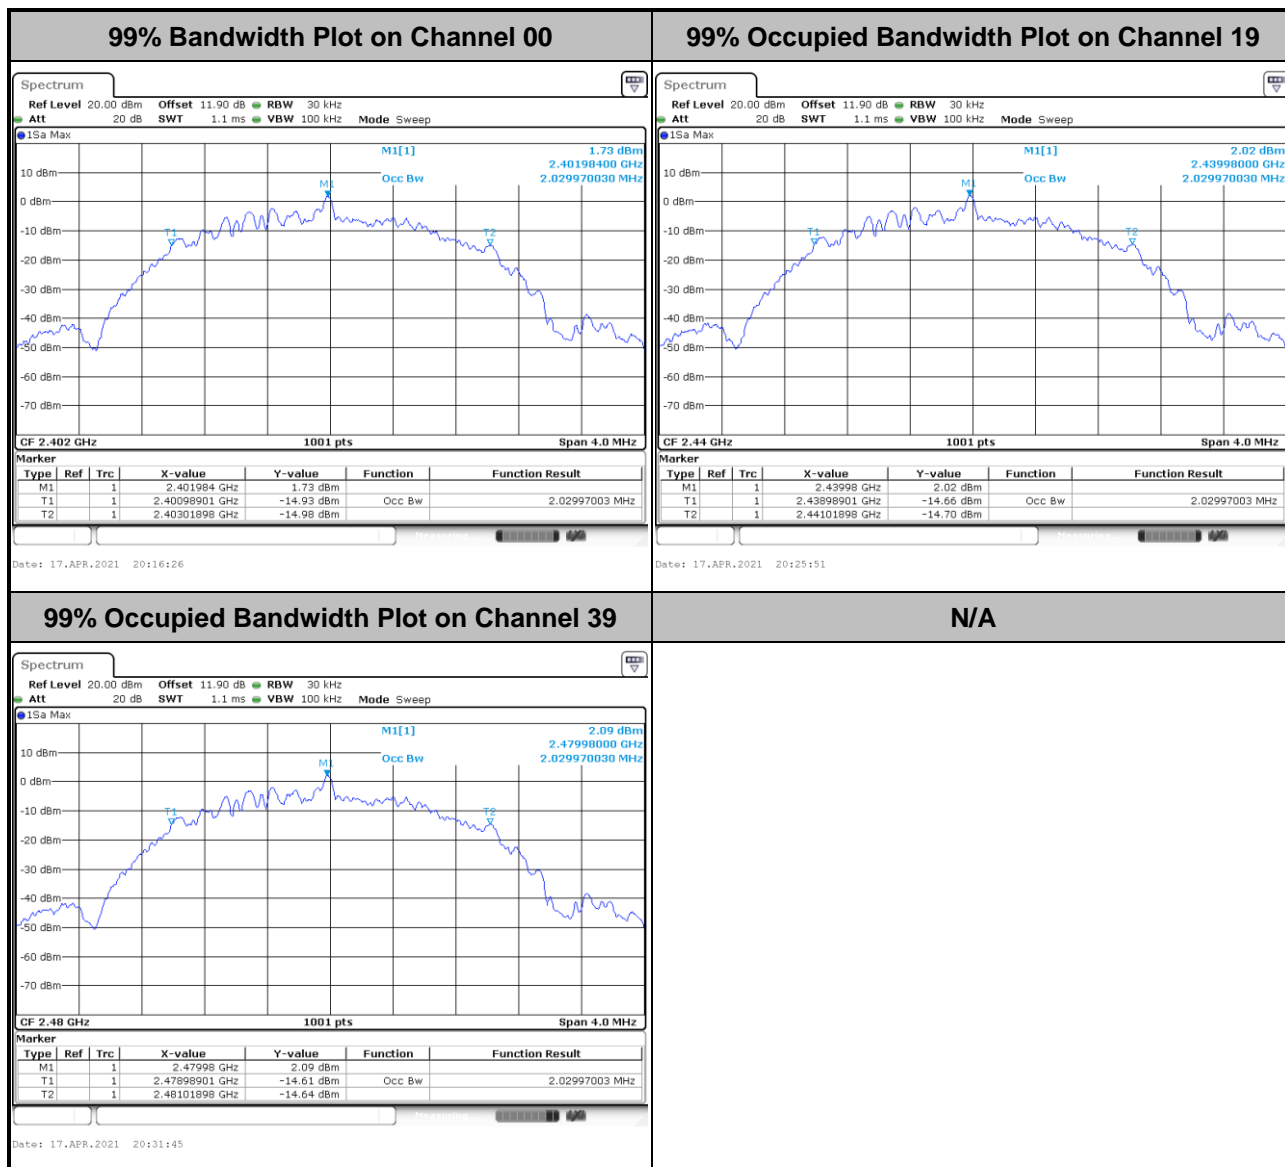 99% Bandwidth Plot on Channel 00
Spectrum
Ref Level 20.00 dBm Offset 11.90 dB RBW 30 kHz
Att 20 dB SWT 1.1 ms VBW 100 kHz Mode Sweep
1Sa Max
M1[1] 1.73 dBm
2.40198400 GHz
Occ Bw 2.029970030 MHz
10 dBm
M1
0 dBm
-10 dBm
T1 T2
-20 dBm
-30 dBm
-40 dBm
-50 dBm
-60 dBm
-70 dBm
CF 2.402 GHz 1001 pts Span 4.0 MHz
Marker
Type Ref Trc X-value Y-value Function Function Result
M1 1 2.401984 GHz 1.73 dBm
T1 1 2.40098901 GHz -14.93 dBm Occ Bw 2.02997003 MHz
T2 1 2.40301898 GHz -14.98 dBm
Measuring...
Date: 17.APR.2021 20:16:26
99% Occupied Bandwidth Plot on Channel 19
Spectrum
Ref Level 20.00 dBm Offset 11.90 dB RBW 30 kHz
Att 20 dB SWT 1.1 ms VBW 100 kHz Mode Sweep
1Sa Max
M1[1] 2.02 dBm
2.43998000 GHz
Occ Bw 2.029970030 MHz
10 dBm
M1
0 dBm
-10 dBm
T1 T2
-20 dBm
-30 dBm
-40 dBm
-50 dBm
-60 dBm
-70 dBm
CF 2.44 GHz 1001 pts Span 4.0 MHz
Marker
Type Ref Trc X-value Y-value Function Function Result
M1 1 2.43998 GHz 2.02 dBm
T1 1 2.43898901 GHz -14.66 dBm Occ Bw 2.02997003 MHz
T2 1 2.44101898 GHz -14.70 dBm
Measuring...
Date: 17.APR.2021 20:25:51
99% Occupied Bandwidth Plot on Channel 39
Spectrum
Ref Level 20.00 dBm Offset 11.90 dB RBW 30 kHz
Att 20 dB SWT 1.1 ms VBW 100 kHz Mode Sweep
1Sa Max
M1[1] 2.09 dBm
2.47998000 GHz
Occ Bw 2.029970030 MHz
10 dBm
M1
0 dBm
-10 dBm
T1 T2
-20 dBm
-30 dBm
-40 dBm
-50 dBm
-60 dBm
-70 dBm
CF 2.48 GHz 1001 pts Span 4.0 MHz
Marker
Type Ref Trc X-value Y-value Function Function Result
M1 1 2.47998 GHz 2.09 dBm
T1 1 2.47898901 GHz -14.61 dBm Occ Bw 2.02997003 MHz
T2 1 2.48101898 GHz -14.64 dBm
Measuring...
Date: 17.APR.2021 20:31:45
N/A